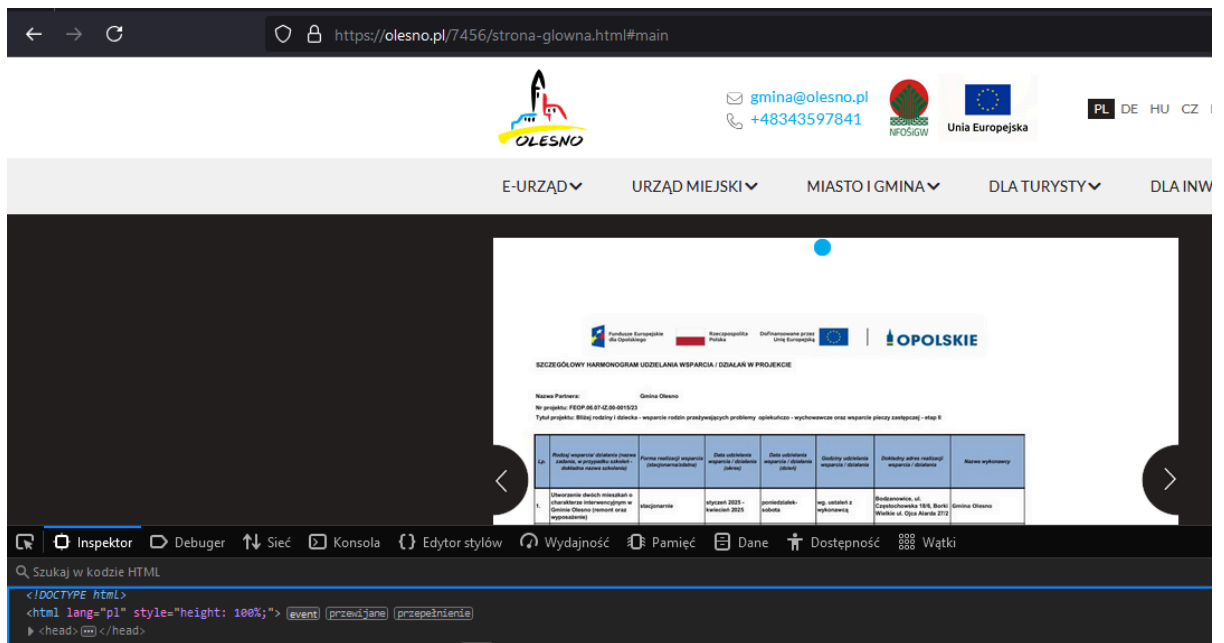 https://olesno.pl/7456/strona-glowna.html#main
OLESNO
gmina@olesno.pl
+48343597841
NFOŚiGW
Unia Europejska
PL DE HU CZ
E-URZĄD URZĄD MIEJSKI MIASTO I GMINA DLA TURYSTY DLA INW
Fundusze Europejskie
dla Opolskiego
Rzeczpospolita
Polska
Dofinansowane przez
Unię Europejską
OPOLSKIE
SZCZEGÓŁOWY HARMONOGRAM UDZIELANIA WSPARCIA / DZIAŁAŃ W PROJEKCIE
Nazwa Partnera: Gmina Olesno
Nr projektu: FEOP.06.07-IZ.00-0015/23
Tytuł projektu: Bliżej rodziny i dziecka - wsparcie rodzin przeżywających problemy opiekuńczo - wychowawcze oraz wsparcie pieczy zastępczej - etap II
Lp.
Rodzaj wsparcia/ działania (nazwa
zadania, w przypadku szkoleń -
dokładna nazwa szkolenia)
Forma realizacji wsparcia
(stacjonarna/zdalna)
Data udzielenia
wsparcia / działania
(okres)
Data udzielenia
wsparcia / działania
(dzień)
Godziny udzielenia
wsparcia / działania
Dokładny adres realizacji
wsparcia / działania
Nazwa wykonawcy
1.
Utworzenie dwóch mieszkań o
charakterze interwencyjnym w
Gminie Olesno (remont oraz
wyposażenie)
stacjonarnie
styczeń 2025 -
kwiecień 2025
poniedziałek-
sobota
wg. ustaleń z
wykonawcą
Bodzanowice, ul.
Częstochowska 18/6, Borki
Wielkie ul. Ojca Alarda 27/2
Gmina Olesno
Inspektor Debuger Sieć Konsola Edytor stylów Wydajność Pamięć Dane Dostępność Wątki
Szukaj w kodzie HTML
<!DOCTYPE html>
<html lang="pl" style="height: 100%;"> event przewijane przepełnienie
<head> </head>